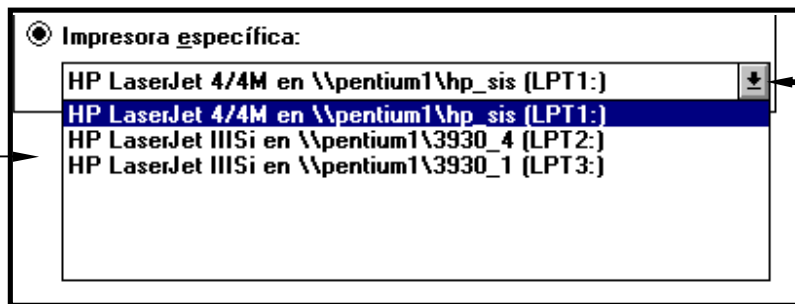 Impresora específica:
HP LaserJet 4/4M en \\pentium1\hp_sis (LPT1:)
HP LaserJet 4/4M en \\pentium1\hp_sis (LPT1:)
HP LaserJet IIISi en \\pentium1\3930_4 (LPT2:)
HP LaserJet IIISi en \\pentium1\3930_1 (LPT3:)